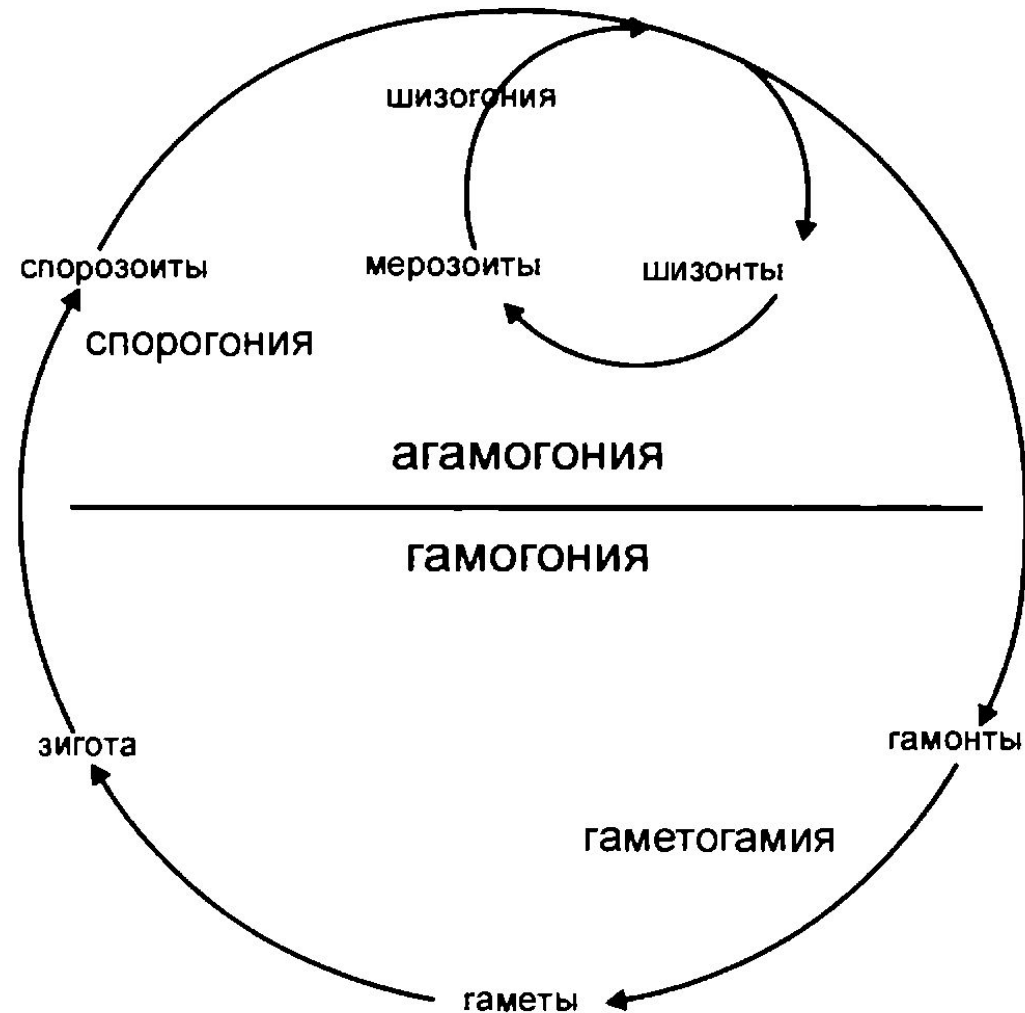 шизогония
спорозоиты
мерозоиты
шизонты
спорогония
агамогония
гамогония
зигота
гамонты
гаметогамия
гаметы